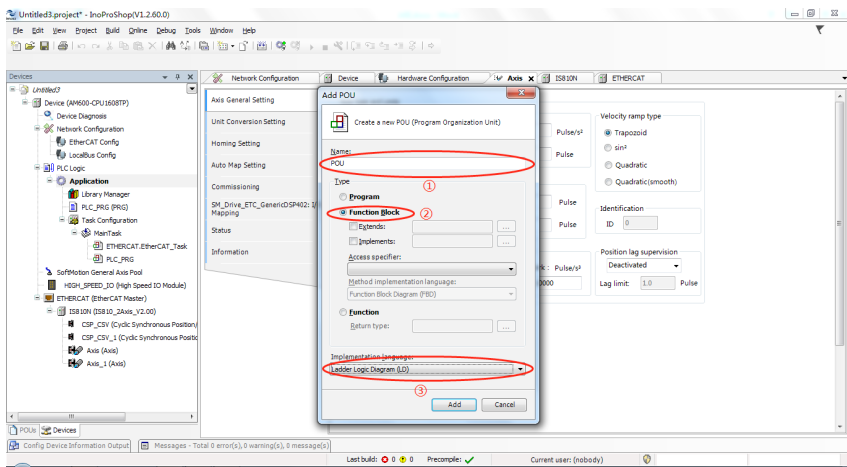 Untitled3.project* - InoProShop(V1.2.60.0)
File Edit View Project Build Online Debug Tools Window Help
Devices
Untitled3
Device (AM600-CPU1608TP)
Device Diagnosis
Network Configuration
EtherCAT Config
LocalBus Config
PLC Logic
Application
Library Manager
PLC_PRG (PRG)
Task Configuration
MainTask
ETHERCAT.EtherCAT_Task
PLC_PRG
SoftMotion General Axis Pool
HIGH_SPEED_IO (High Speed IO Module)
ETHERCAT (EtherCAT Master)
IS810N (IS810_2Axis_V2.00)
CSP_CSV (Cyclic Synchronous Position/
CSP_CSV_1 (Cyclic Synchronous Positic
Axis (Axis)
Axis_1 (Axis)
POUs Devices
Network Configuration Device Hardware Configuration Axis IS810N ETHERCAT
Axis General Setting
Unit Conversion Setting
Homing Setting
Auto Map Setting
Commissioning
SM_Drive_ETC_GenericDSP402: I/
Mapping
Status
Information
Add POU
Create a new POU (Program Organization Unit)
Name:
POU
①
Type
Program
Function Block ②
Extends: ...
Implements: ...
Access specifier:
Method implementation language:
Function Block Diagram (FBD)
Function
Return type: ...
Implementation language:
Ladder Logic Diagram (LD)
③
Add Cancel
Pulse/s²
Pulse
Pulse
Pulse
k : Pulse/s³
0000
Velocity ramp type
Trapozoid
sin²
Quadratic
Quadratic(smooth)
Identification
ID 0
Position lag supervision
Deactivated
Lag limit: 1.0 Pulse
Config Device Information Output Messages - Total 0 error(s), 0 warning(s), 0 message(s)
Last build: 0 0 Precompile: Current user: (nobody)